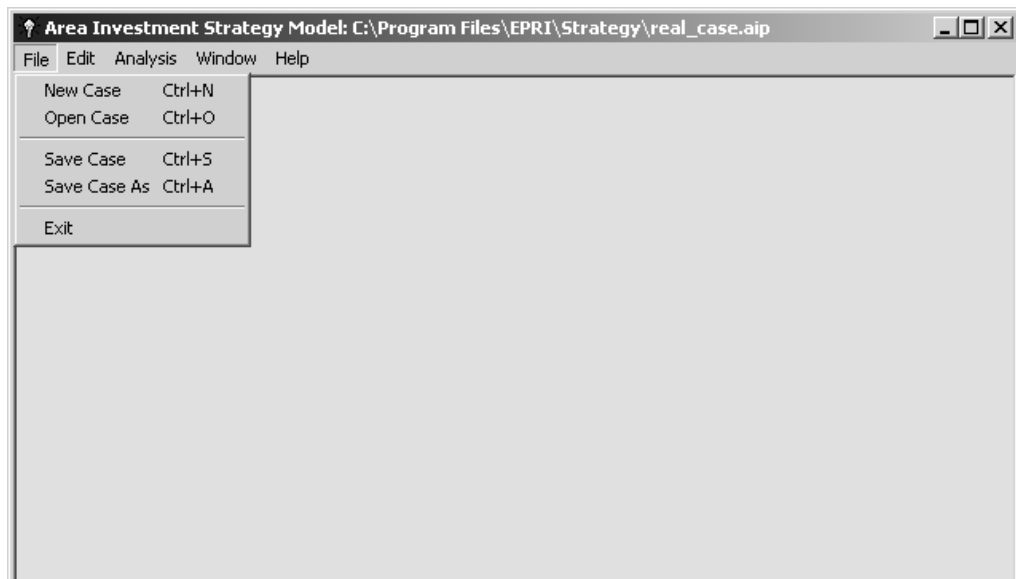 Area Investment Strategy Model: C:\Program Files\EPRI\Strategy\real_case.aip
File Edit Analysis Window Help
New Case Ctrl+N
Open Case Ctrl+O
Save Case Ctrl+S
Save Case As Ctrl+A
Exit